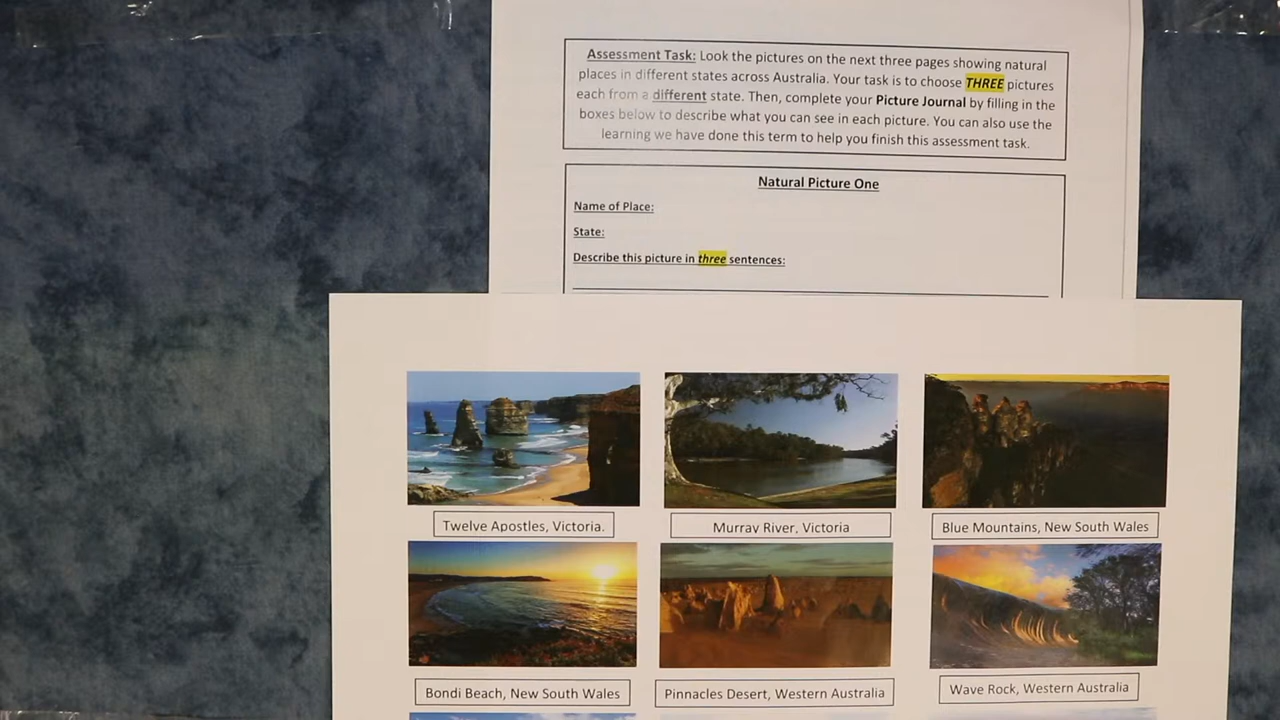 Assessment Task: Look the pictures on the next three pages showing natural
places in different states across Australia. Your task is to choose THREE pictures
each from a different state. Then, complete your Picture Journal by filling in the
boxes below to describe what you can see in each picture. You can also use the
learning we have done this term to help you finish this assessment task.
Natural Picture One
Name of Place:
State:
Describe this picture in three sentences:
Twelve Apostles, Victoria.
Murray River, Victoria
Blue Mountains, New South Wales
Bondi Beach, New South Wales
Pinnacles Desert, Western Australia
Wave Rock, Western Australia